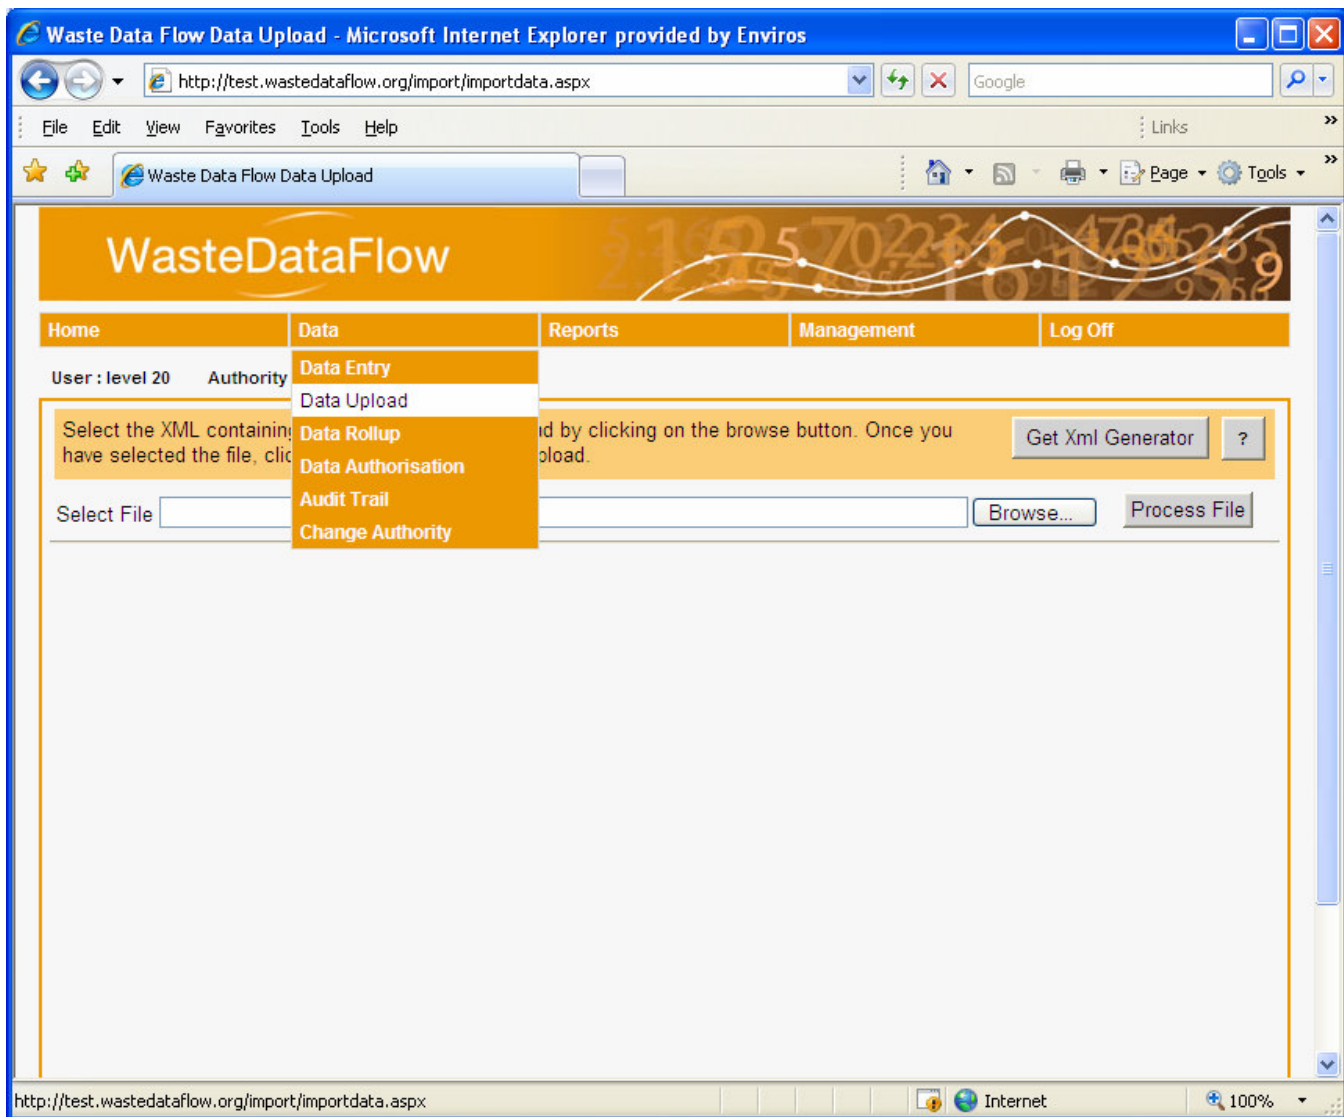 Waste Data Flow Data Upload - Microsoft Internet Explorer provided by Enviros
http://test.wastedataflow.org/import/importdata.aspx
Google
File Edit View Favorites Tools Help
Links
Waste Data Flow Data Upload
Page Tools
WasteDataFlow
Home Data Reports Management Log Off
User : level 20 Authority
Data Entry
Data Upload
Data Rollup
Data Authorisation
Audit Trail
Change Authority
Select the XML containing d by clicking on the browse button. Once you
have selected the file, clic pload.
Get Xml Generator ?
Select File Browse... Process File
http://test.wastedataflow.org/import/importdata.aspx
Internet
100%